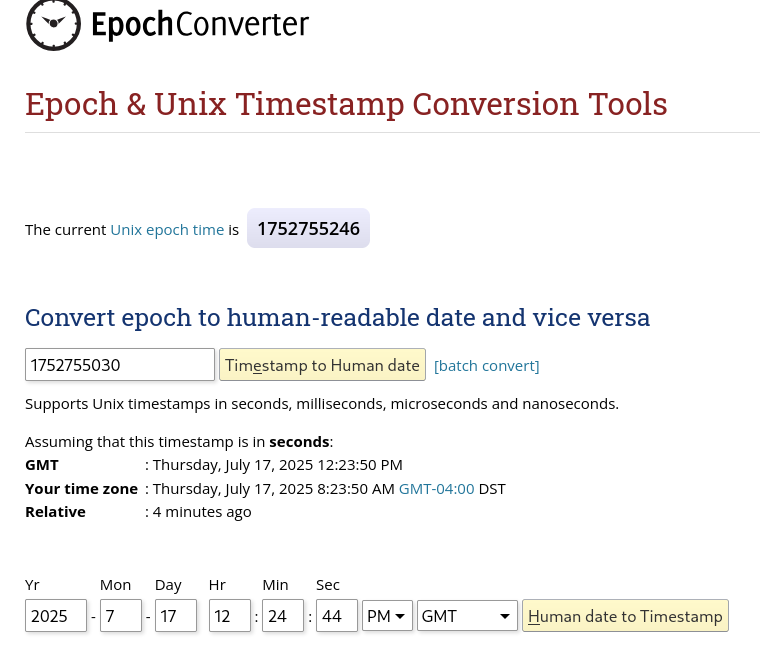 EpochConverter
Epoch & Unix Timestamp Conversion Tools
The current Unix epoch time is 1752755246
Convert epoch to human-readable date and vice versa
1752755030 Timestamp to Human date [batch convert]
Supports Unix timestamps in seconds, milliseconds, microseconds and nanoseconds.
Assuming that this timestamp is in seconds:
GMT : Thursday, July 17, 2025 12:23:50 PM
Your time zone : Thursday, July 17, 2025 8:23:50 AM GMT-04:00 DST
Relative : 4 minutes ago
Yr Mon Day Hr Min Sec
2025 - 7 - 17 12 : 24 : 44 PM GMT Human date to Timestamp